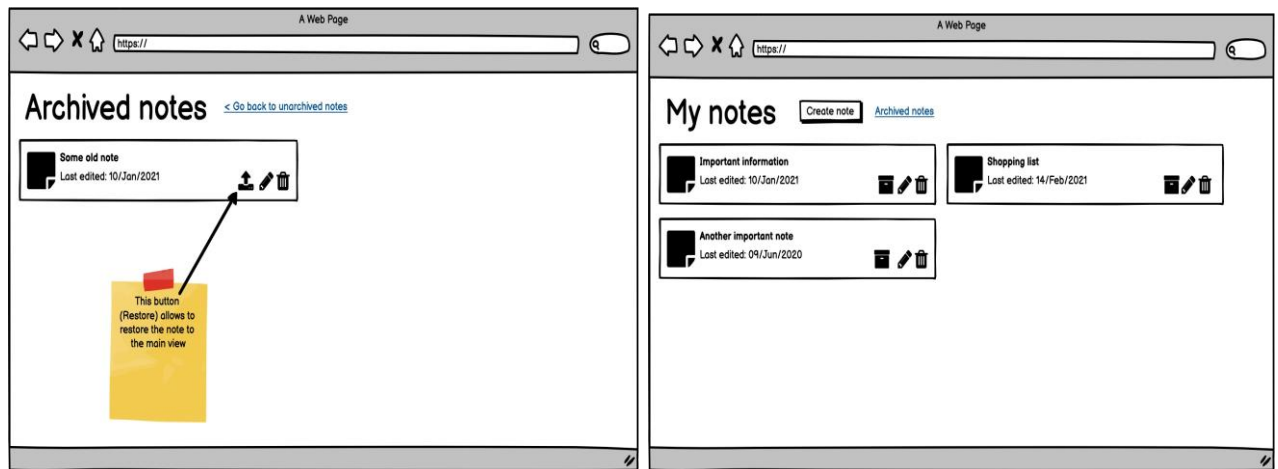 A Web Page
https://
Archived notes
< Go back to unarchived notes
Some old note
Last edited: 10/Jan/2021
This button
(Restore) allows to
restore the note to
the main view
A Web Page
https://
My notes
Create note
Archived notes
Important information
Last edited: 10/Jan/2021
Shopping list
Last edited: 14/Feb/2021
Another important note
Last edited: 09/Jun/2020